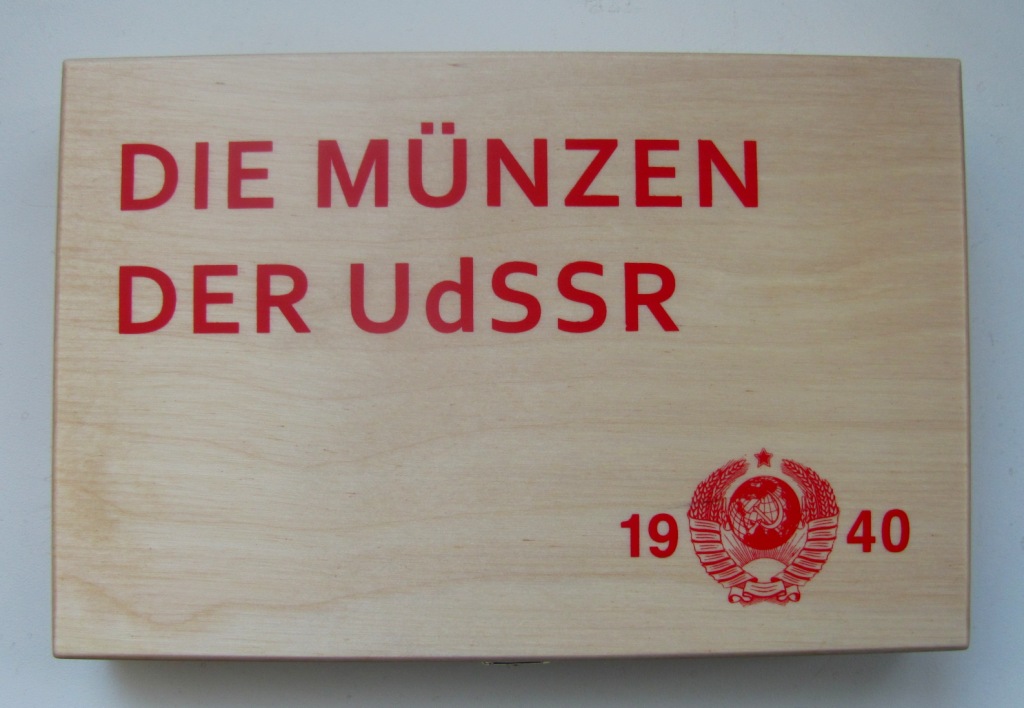 DIE MÜNZEN
DER UdSSR
19 40